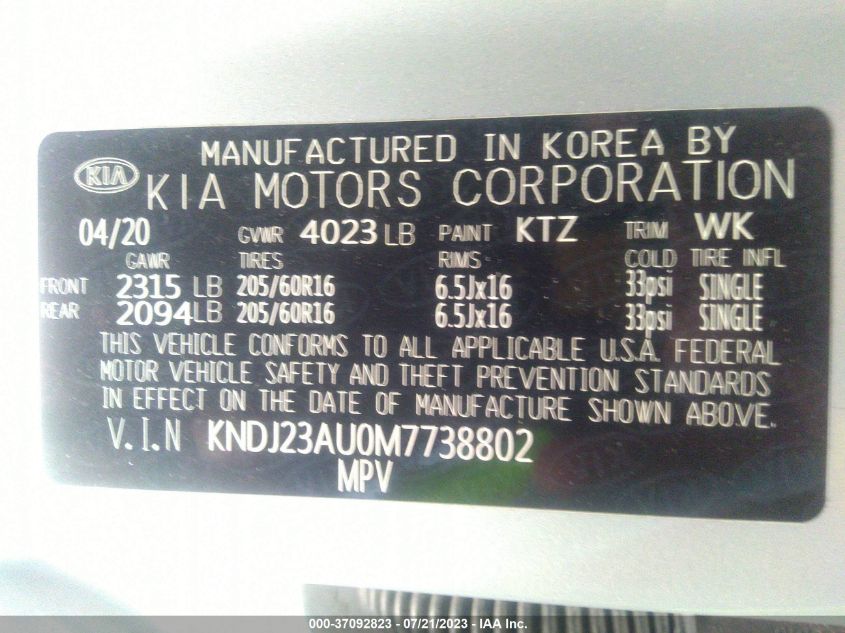 MANUFACTURED IN KOREA BY
KIA KIA MOTORS CORPORATION
04/20 GVWR 4023 LB PAINT KTZ TRIM WK
GAWR TIRES RIMS COLD TIRE INFL
FRONT 2315 LB 205/60R16 6.5Jx16 33psi SINGLE
REAR 2094 LB 205/60R16 6.5Jx16 33psi SINGLE
THIS VEHICLE CONFORMS TO ALL APPLICABLE U.S.A. FEDERAL
MOTOR VEHICLE SAFETY AND THEFT PREVENTION STANDARDS
IN EFFECT ON THE DATE OF MANUFACTURE SHOWN ABOVE.
V.I.N KNDJ23AU0M7738802
MPV
000-37092823 - 07/21/2023 - IAA Inc.